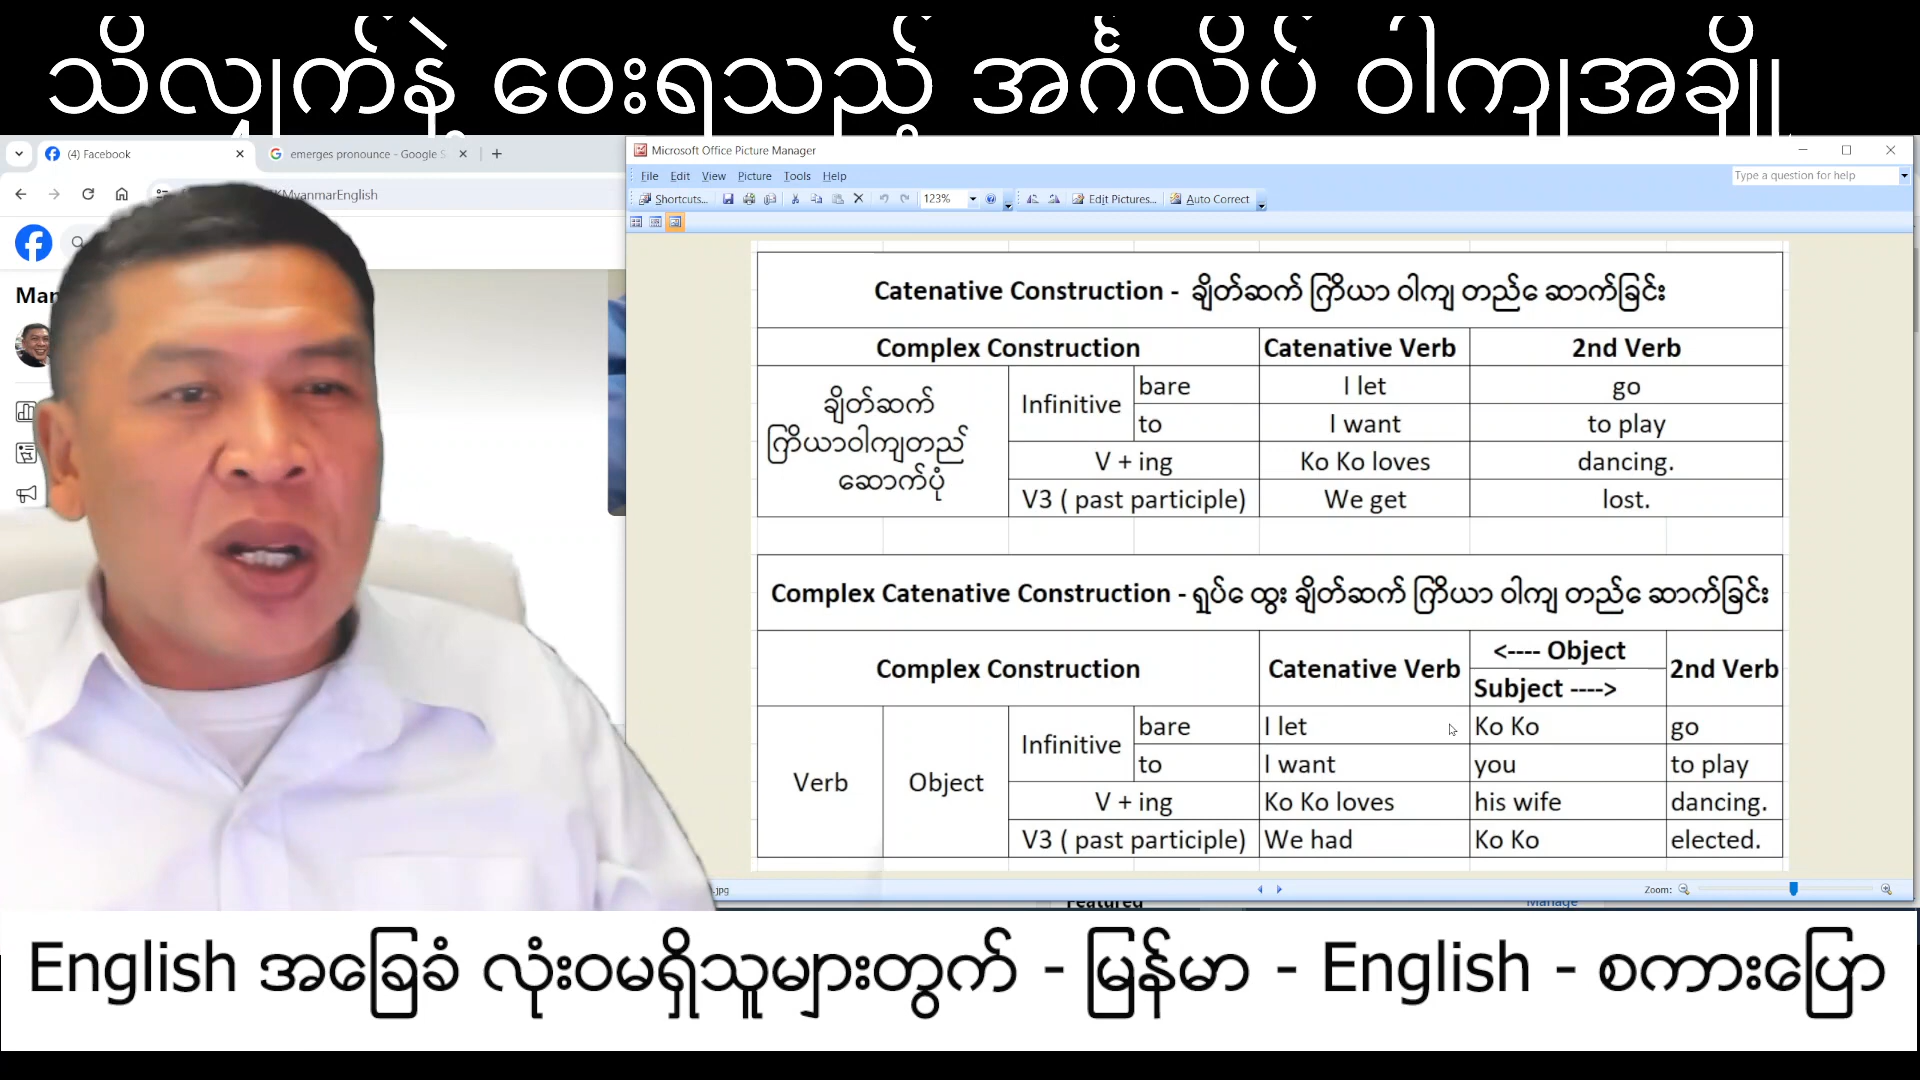 သိလျှက်နဲ့ ဝေးရသည့် အင်္ဂလိပ် ဝါကျအချို့
(4) Facebook
emerges pronounce - Google S
KMyanmarEnglish
Man
Microsoft Office Picture Manager
File Edit View Picture Tools Help
Type a question for help
Shortcuts...
123%
Edit Pictures...
Auto Correct
Catenative Construction - ချိတ်ဆက် ကြိယာ ဝါကျ တည်ဆောက်ခြင်း
Complex Construction Catenative Verb 2nd Verb
ချိတ်ဆက် ကြိယာဝါကျတည်ဆောက်ပုံ
Infinitive bare I let go
to I want to play
V + ing Ko Ko loves dancing.
V3 ( past participle) We get lost.
Complex Catenative Construction - ရှုပ်ထွေး ချိတ်ဆက် ကြိယာ ဝါကျ တည်ဆောက်ခြင်း
Complex Construction Catenative Verb <---- Object Subject ----> 2nd Verb
Verb Object Infinitive bare I let Ko Ko go
to I want you to play
V + ing Ko Ko loves his wife dancing.
V3 ( past participle) We had Ko Ko elected.
.jpg
Zoom:
Featured
Manage
English အခြေခံ လုံးဝမရှိသူများတွက် - မြန်မာ - English - စကားပြော